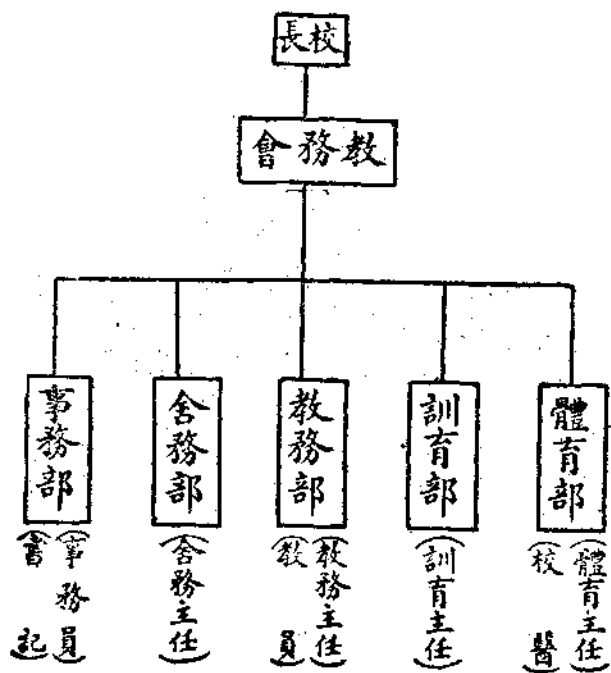 校長
教務會
體育部
(體育主任)
(校醫)
訓育部
(訓育主任)
教務部
(教務主任)
(教員)
舍務部
(舍務主任)
事務部
(事務員)
(書記)